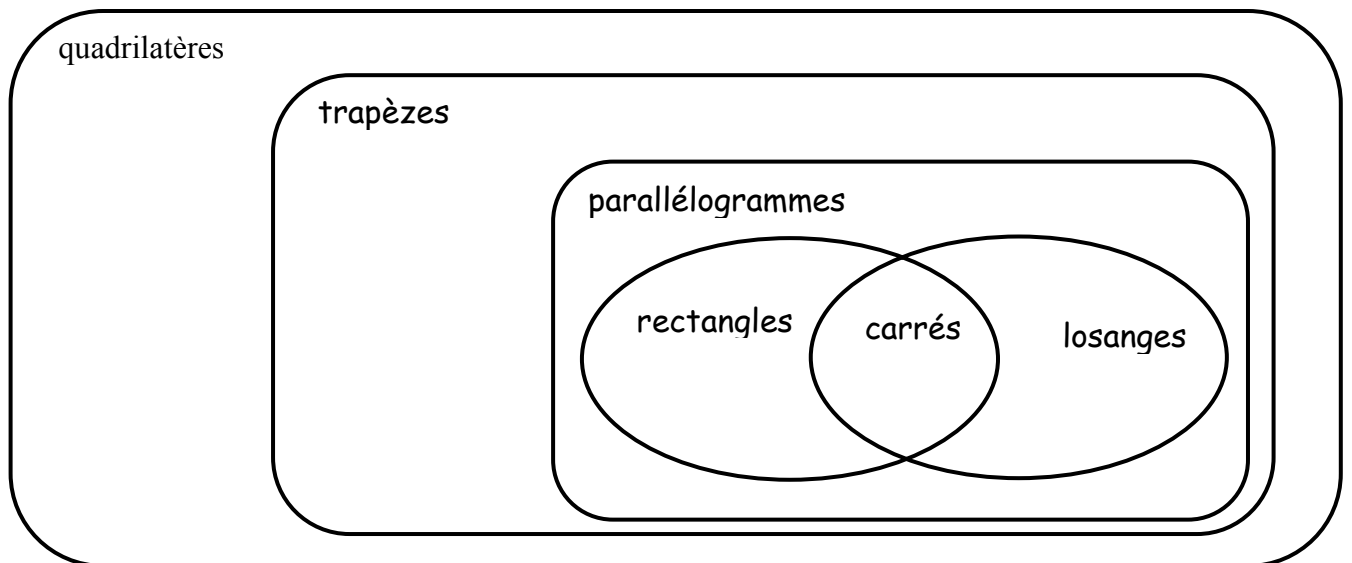 quadrilatères
trapèzes
parallélogrammes
rectangles
carrés
losanges